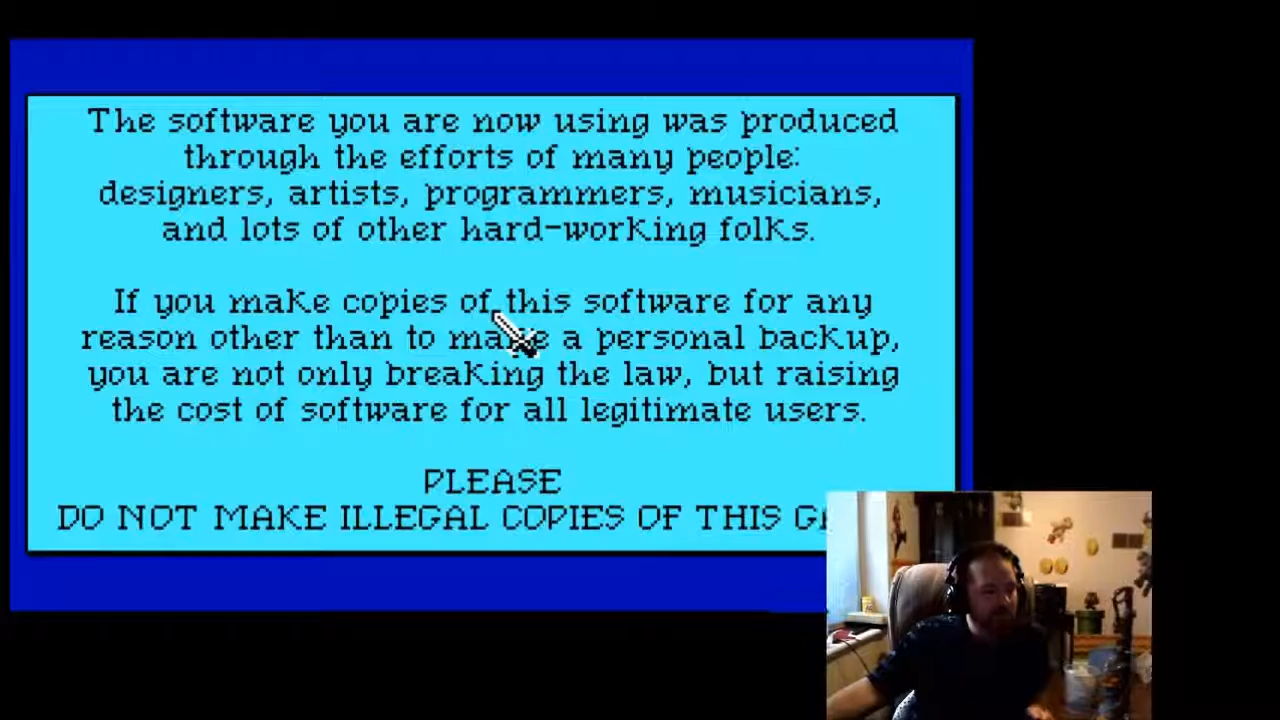 The software you are now using was produced
through the efforts of many people:
designers, artists, programmers, musicians,
and lots of other hard-working folks.
If you make copies of this software for any
reason other than to make a personal backup,
you are not only breaking the law, but raising
the cost of software for all legitimate users.
PLEASE
DO NOT MAKE ILLEGAL COPIES OF THIS